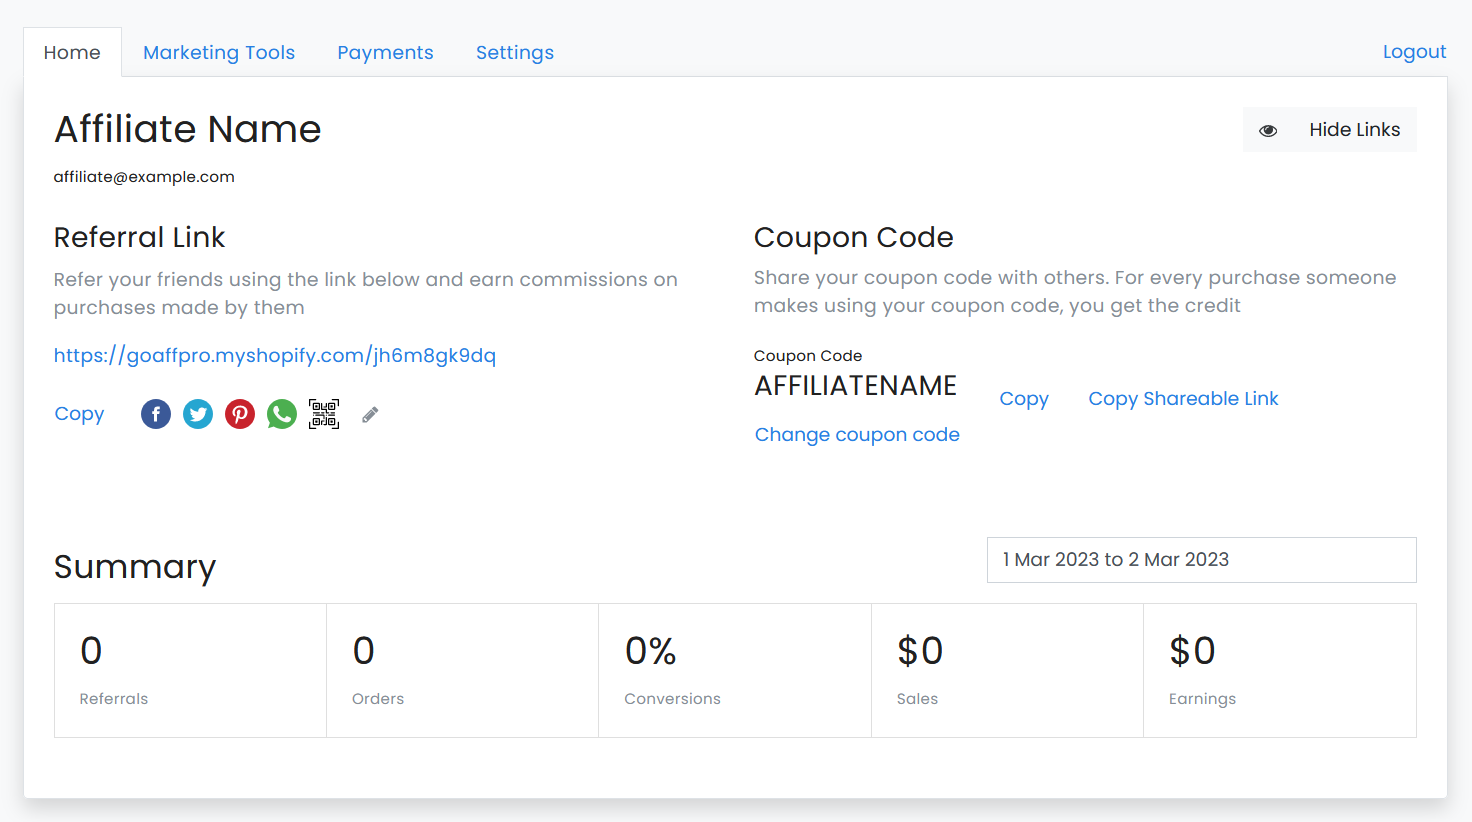 Home Marketing Tools Payments Settings Logout
Affiliate Name
Hide Links
affiliate@example.com
Referral Link
Refer your friends using the link below and earn commissions on
purchases made by them
https://goaffpro.myshopify.com/jh6m8gk9dq
Copy
Coupon Code
Share your coupon code with others. For every purchase someone
makes using your coupon code, you get the credit
Coupon Code
AFFILIATENAME
Copy Copy Shareable Link
Change coupon code
Summary
1 Mar 2023 to 2 Mar 2023
0
Referrals
0
Orders
0%
Conversions
$0
Sales
$0
Earnings